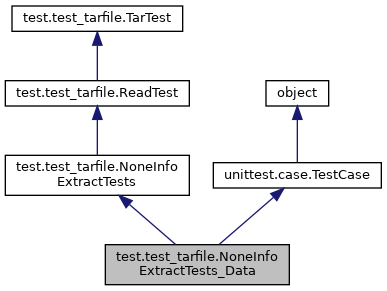 test.test_tarfile.TarTest
test.test_tarfile.ReadTest
object
test.test_tarfile.NoneInfo
ExtractTests
unittest.case.TestCase
test.test_tarfile.NoneInfo
ExtractTests_Data